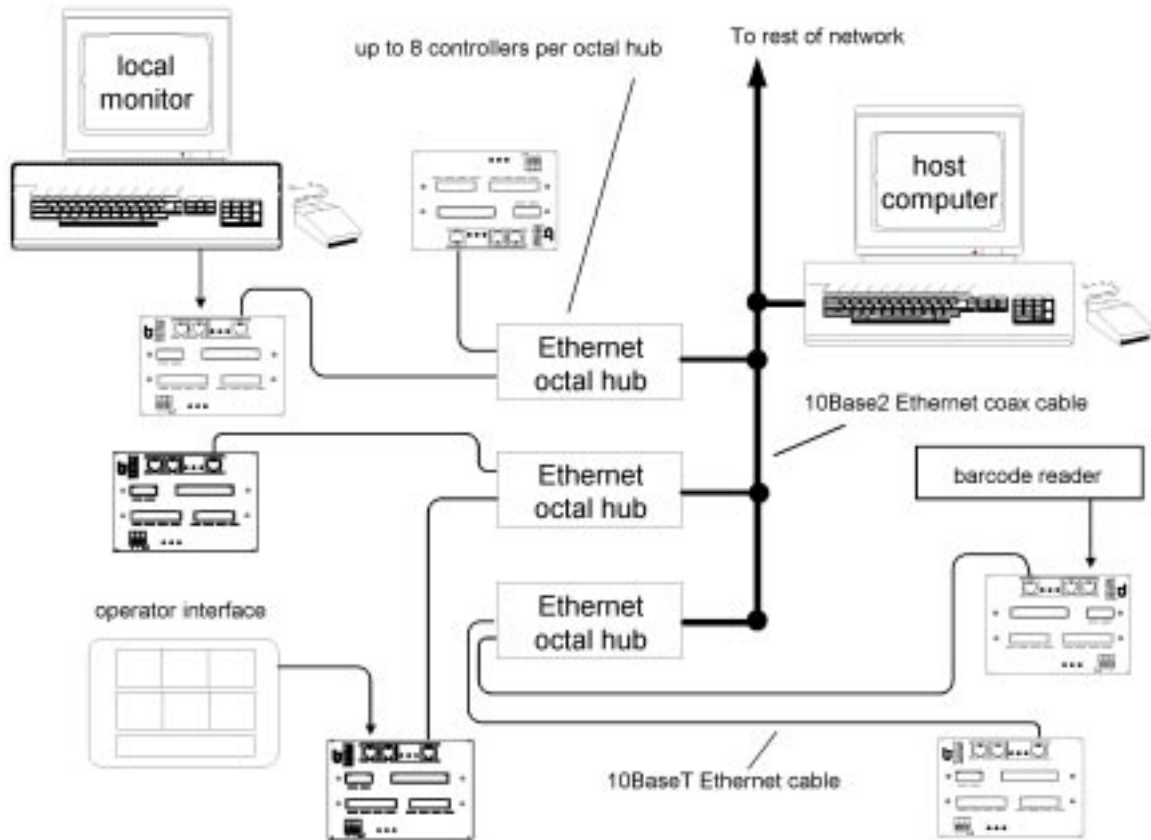 local
monitor
up to 8 controllers per octal hub
To rest of network
host
computer
Ethernet
octal hub
10Base2 Ethernet coax cable
Ethernet
octal hub
barcode reader
Ethernet
octal hub
operator interface
10BaseT Ethernet cable